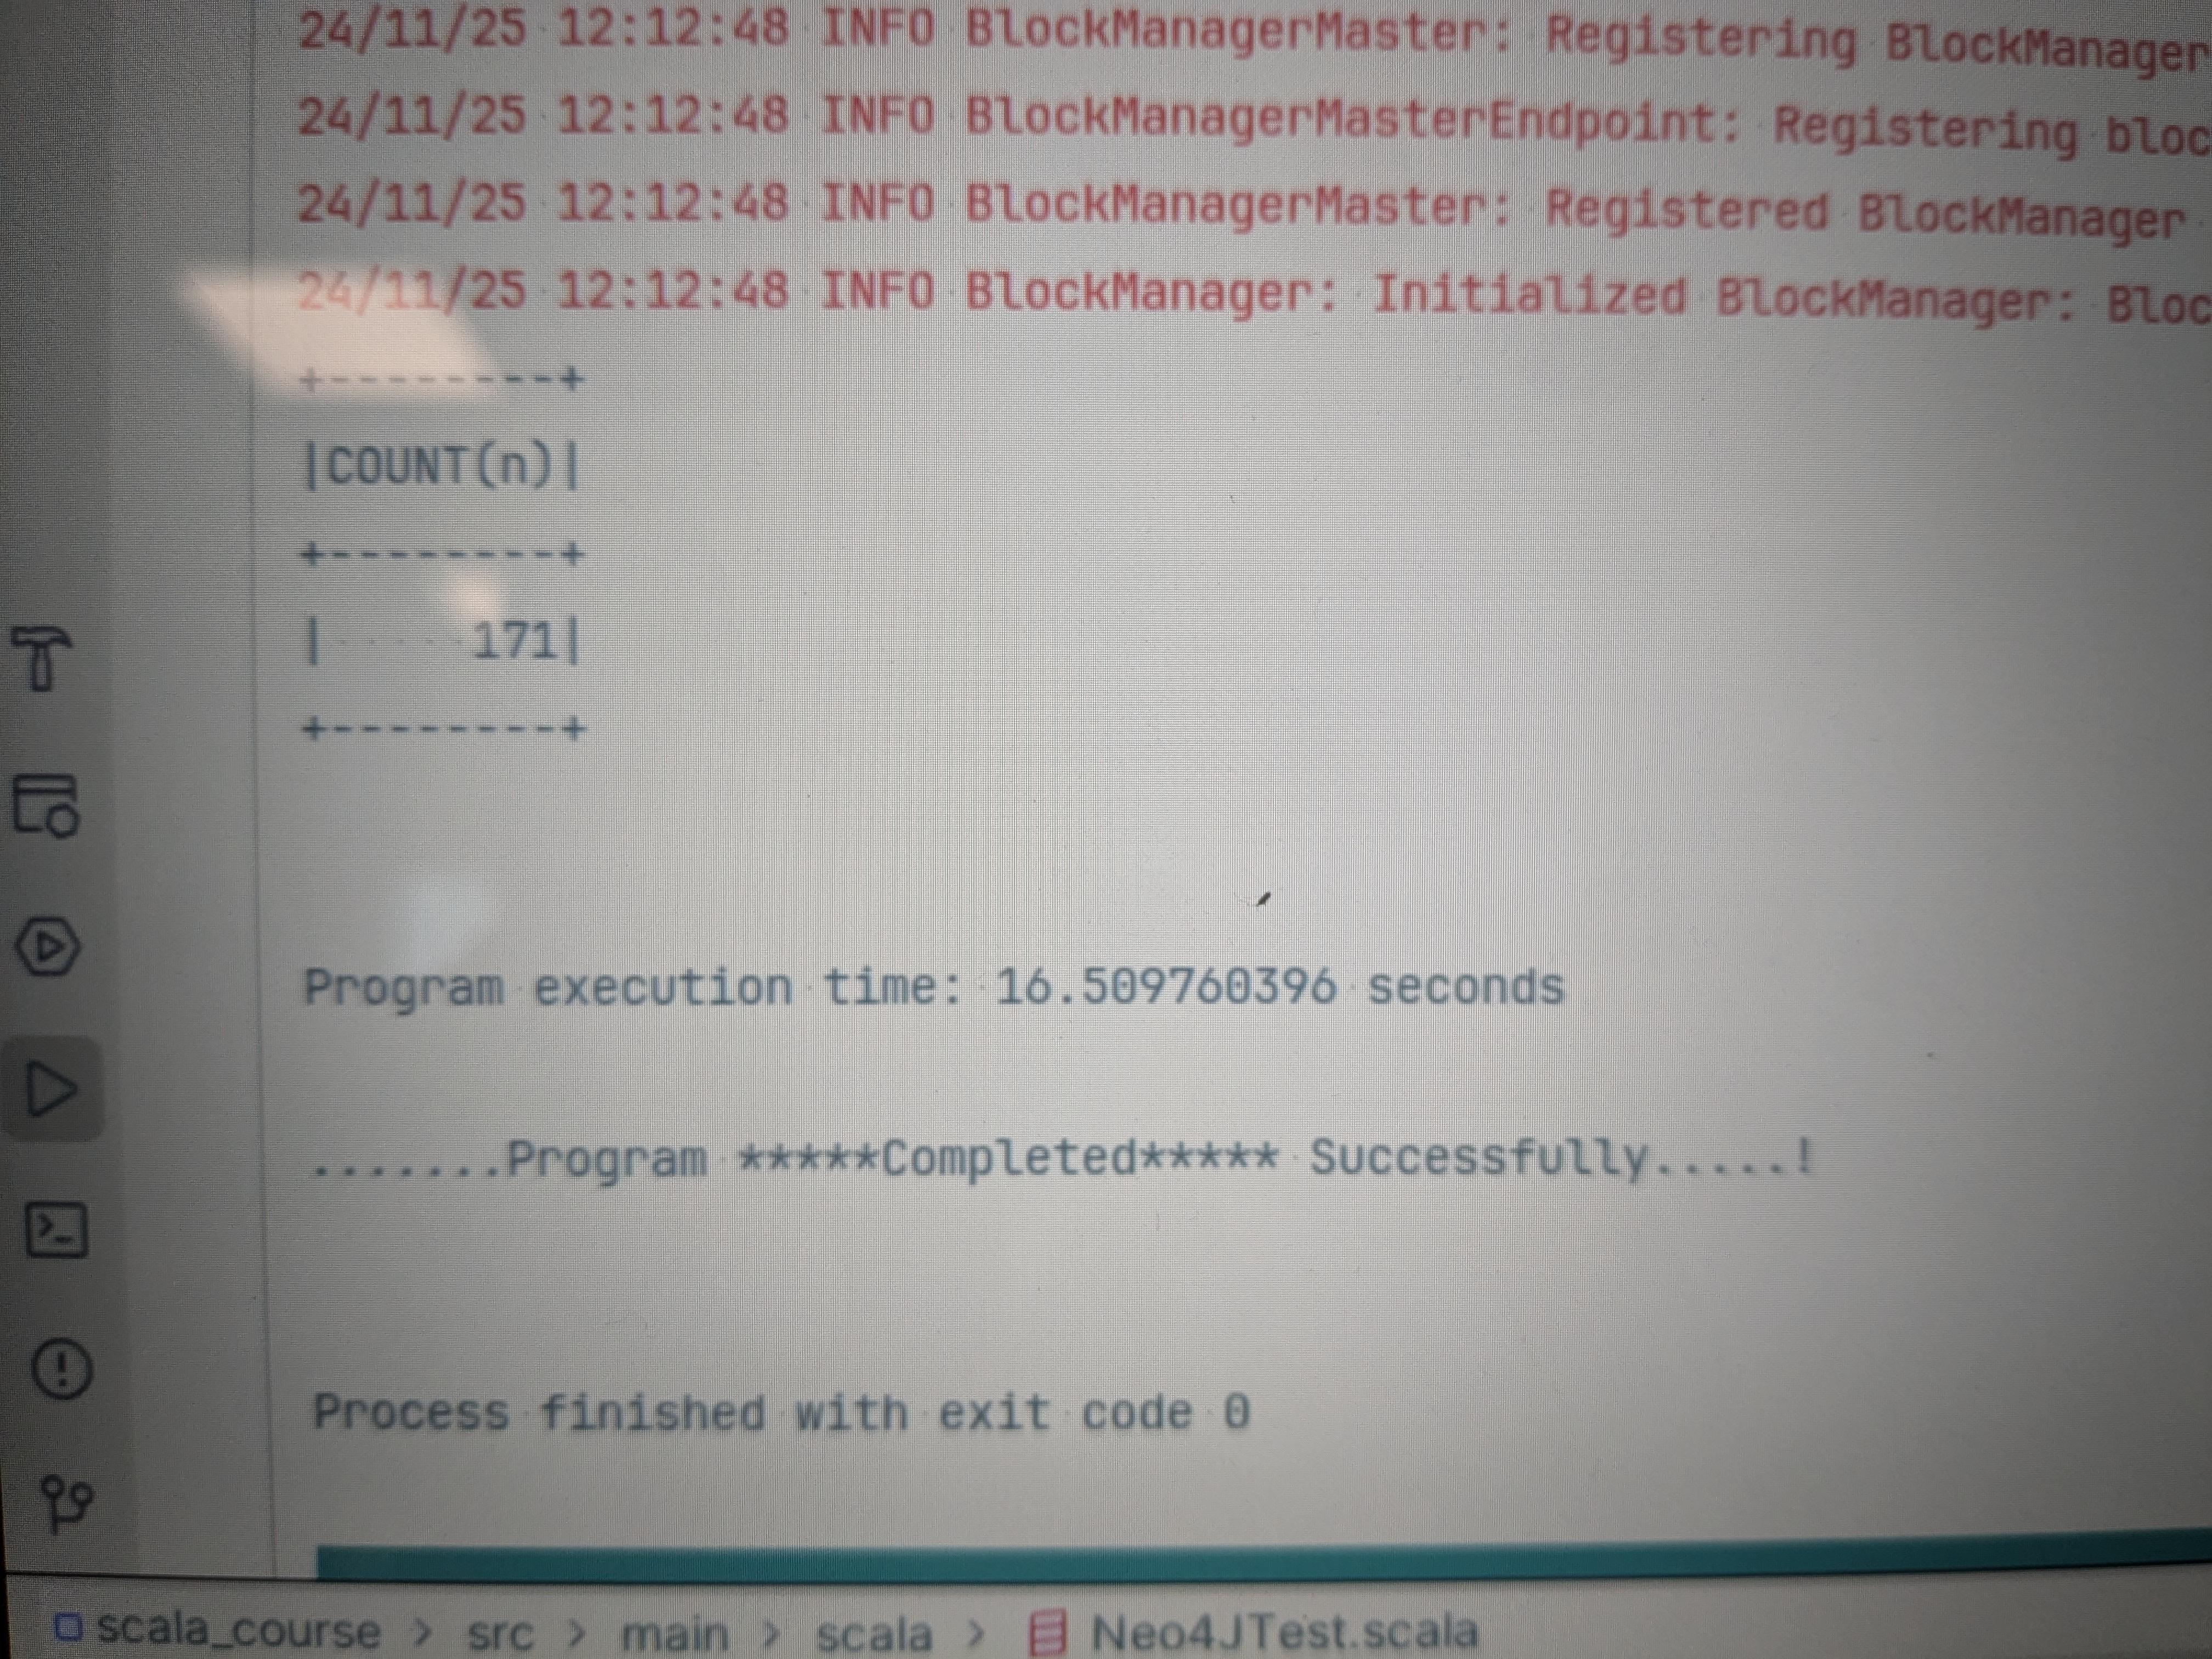 24/11/25 12:12:48 INFO BlockManagerMaster: Registering BlockManager
24/11/25 12:12:48 INFO BlockManagerMasterEndpoint: Registering bloc
24/11/25 12:12:48 INFO BlockManagerMaster: Registered BlockManager
24/11/25 12:12:48 INFO BlockManager: Initialized BlockManager: Bloc
+--------+
|COUNT(n)|
+--------+
|     171|
+--------+
Program execution time: 16.509760396 seconds
.......Program *****Completed***** Successfully.....!
Process finished with exit code 0
scala_course > src > main > scala > Neo4JTest.scala